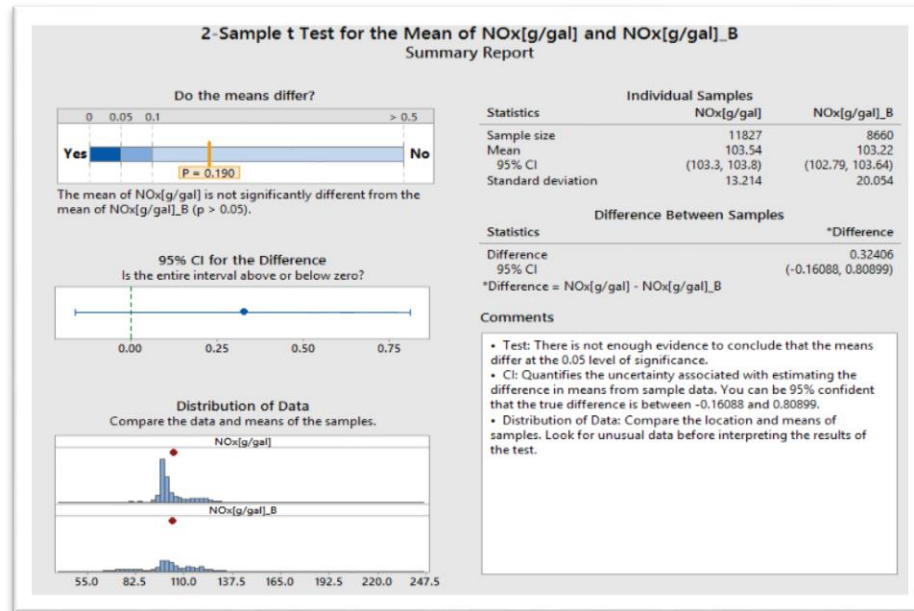 2-Sample t Test for the Mean of NOx[g/gal] and NOx[g/gal]_B
Summary Report
Do the means differ?
0 0.05 0.1 > 0.5
Yes No
P = 0.190
The mean of NOx[g/gal] is not significantly different from the
mean of NOx[g/gal]_B (p > 0.05).
95% CI for the Difference
Is the entire interval above or below zero?
0.00 0.25 0.50 0.75
Distribution of Data
Compare the data and means of the samples.
NOx[g/gal]
NOx[g/gal]_B
55.0 82.5 110.0 137.5 165.0 192.5 220.0 247.5
Individual Samples
Statistics NOx[g/gal] NOx[g/gal]_B
Sample size 11827 8660
Mean 103.54 103.22
95% CI (103.3, 103.8) (102.79, 103.64)
Standard deviation 13.214 20.054
Difference Between Samples
Statistics *Difference
Difference 0.32406
95% CI (-0.16088, 0.80899)
*Difference = NOx[g/gal] - NOx[g/gal]_B
Comments
• Test: There is not enough evidence to conclude that the means
differ at the 0.05 level of significance.
• CI: Quantifies the uncertainty associated with estimating the
difference in means from sample data. You can be 95% confident
that the true difference is between -0.16088 and 0.80899.
• Distribution of Data: Compare the location and means of
samples. Look for unusual data before interpreting the results of
the test.